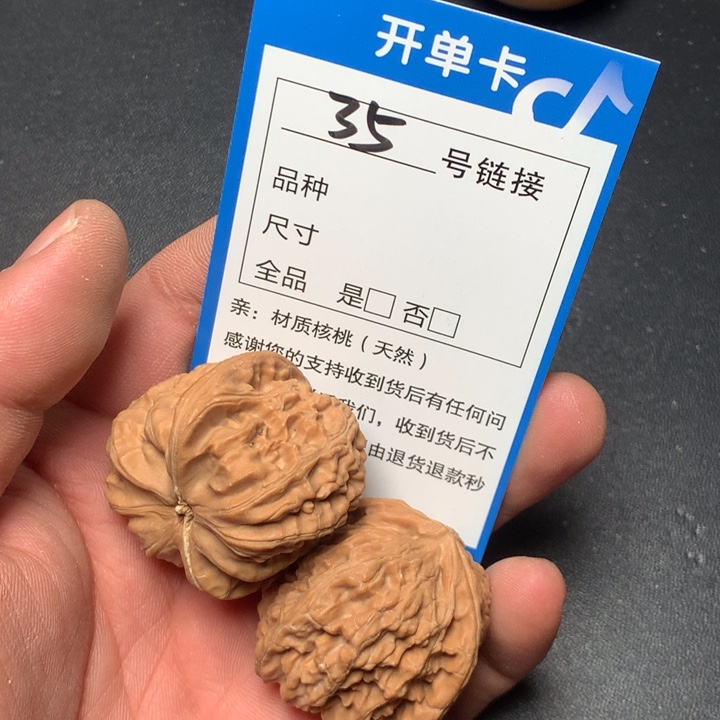 开单卡
35 号链接
品种
尺寸
全品 是□ 否□
亲：材质核桃（天然）
感谢您的支持收到货后有任何问
我们，收到货后不
由退货退款秒